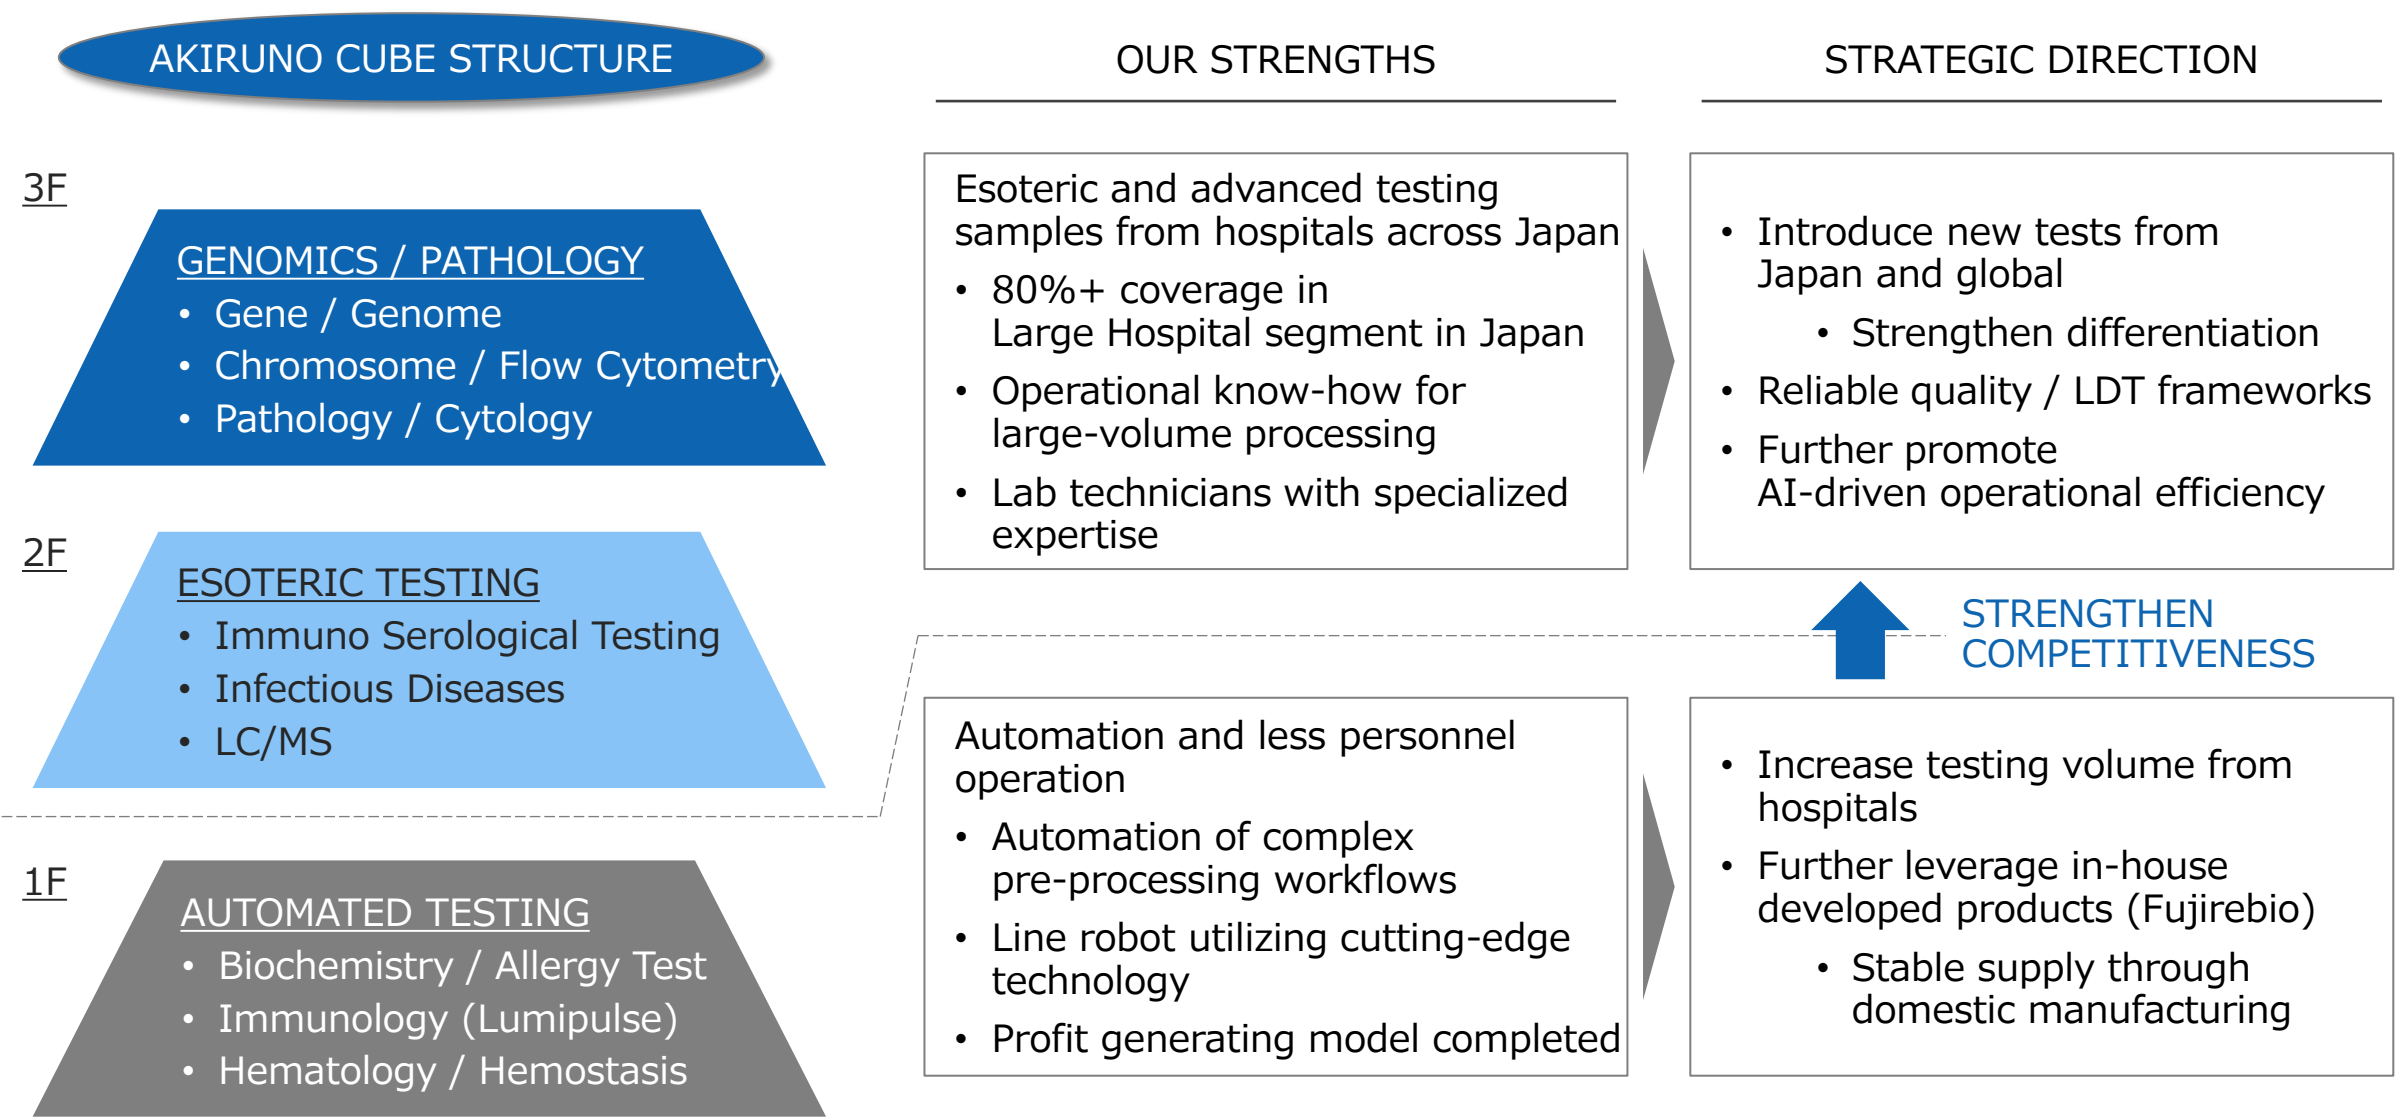 AKIRUNO CUBE STRUCTURE
OUR STRENGTHS
STRATEGIC DIRECTION
3F
GENOMICS / PATHOLOGY
• Gene / Genome
• Chromosome / Flow Cytometry
• Pathology / Cytology
Esoteric and advanced testing
samples from hospitals across Japan
• 80%+ coverage in
Large Hospital segment in Japan
• Operational know-how for
large-volume processing
• Lab technicians with specialized
expertise
• Introduce new tests from
Japan and global
• Strengthen differentiation
• Reliable quality / LDT frameworks
• Further promote
AI-driven operational efficiency
2F
ESOTERIC TESTING
• Immuno Serological Testing
• Infectious Diseases
• LC/MS
STRENGTHEN
COMPETITIVENESS
1F
AUTOMATED TESTING
• Biochemistry / Allergy Test
• Immunology (Lumipulse)
• Hematology / Hemostasis
Automation and less personnel
operation
• Automation of complex
pre-processing workflows
• Line robot utilizing cutting-edge
technology
• Profit generating model completed
• Increase testing volume from
hospitals
• Further leverage in-house
developed products (Fujirebio)
• Stable supply through
domestic manufacturing